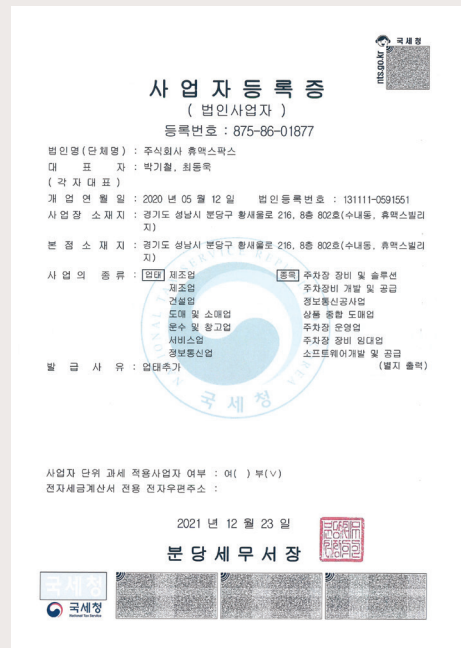 국세청
nts.go.kr
사업자등록증
( 법인사업자 )
등록번호 : 875-86-01877
법인명(단체명) : 주식회사 휴맥스팍스
대 표 자 : 박기철, 최동욱
( 각 자 대 표 )
개 업 연 월 일 : 2020 년 05 월 12 일 법인등록번호 : 131111-0591551
사업장 소재지 : 경기도 성남시 분당구 황새울로 216, 8층 802호(수내동, 휴맥스빌리
지)
본 점 소 재 지 : 경기도 성남시 분당구 황새울로 216, 8층 802호(수내동, 휴맥스빌리
지)
사 업 의 종 류 : 업태 제조업 종목 주차장 장비 및 솔루션
제조업 주차장비 개발 및 공급
건설업 정보통신공사업
도매 및 소매업 상품 종합 도매업
운수 및 창고업 주차장 운영업
서비스업 주차장 장비 임대업
정보통신업 소프트웨어개발 및 공급
발 급 사 유 : 업태추가 (별지 출력)
NATIONAL TAX SERVICE REPUBLIC OF KOREA
국세청
사업자 단위 과세 적용사업자 여부 : 여( ) 부(∨)
전자세금계산서 전용 전자우편주소 :
2021 년 12 월 23 일
분당세무서장
국세청
국세청
National Tax Service